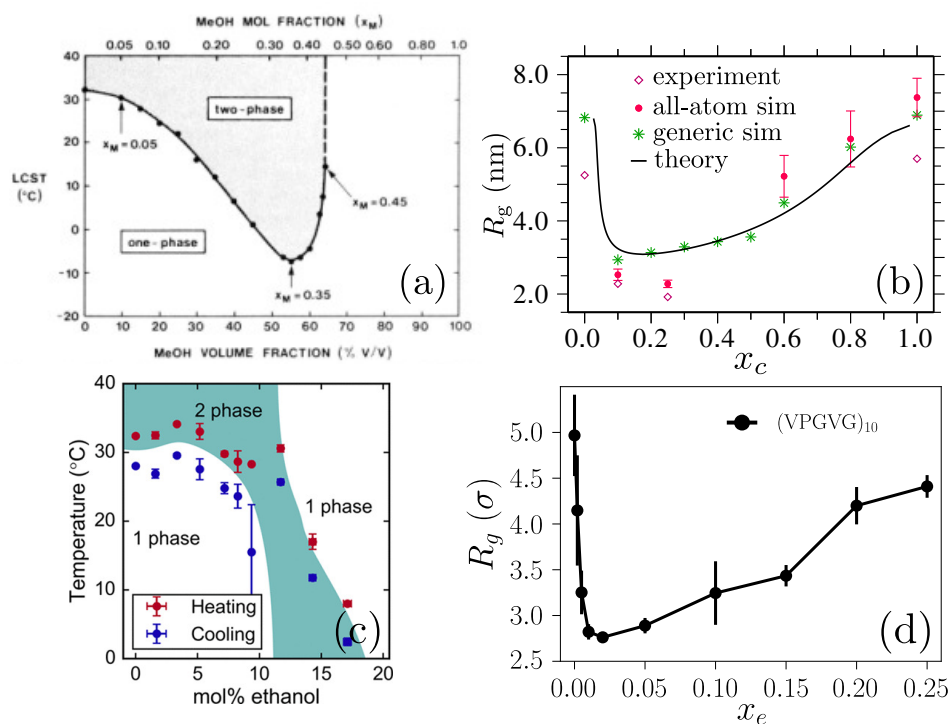 MeOH MOL FRACTION (x_M)
0 0.05 0.10 0.20 0.30 0.40 0.50 0.60 0.80 1.0
40
30
20
10
0
-10
-20
LCST
(°C)
two-phase
x_M=0.05
x_M=0.45
one-phase
x_M=0.35
(a)
0 10 20 30 40 50 60 70 80 90 100
MeOH VOLUME FRACTION (% V/V)
8.0
6.0
4.0
2.0
R_g (nm)
experiment
all-atom sim
generic sim
theory
(b)
0.0 0.2 0.4 0.6 0.8 1.0
x_c
40
30
20
10
0
Temperature (°C)
2 phase
1 phase
1 phase
Heating
Cooling
(c)
0 5 10 15 20
mol% ethanol
5.0
4.5
4.0
3.5
3.0
2.5
R_g (σ)
(VPGVG)_10
(d)
0.00 0.05 0.10 0.15 0.20 0.25
x_e